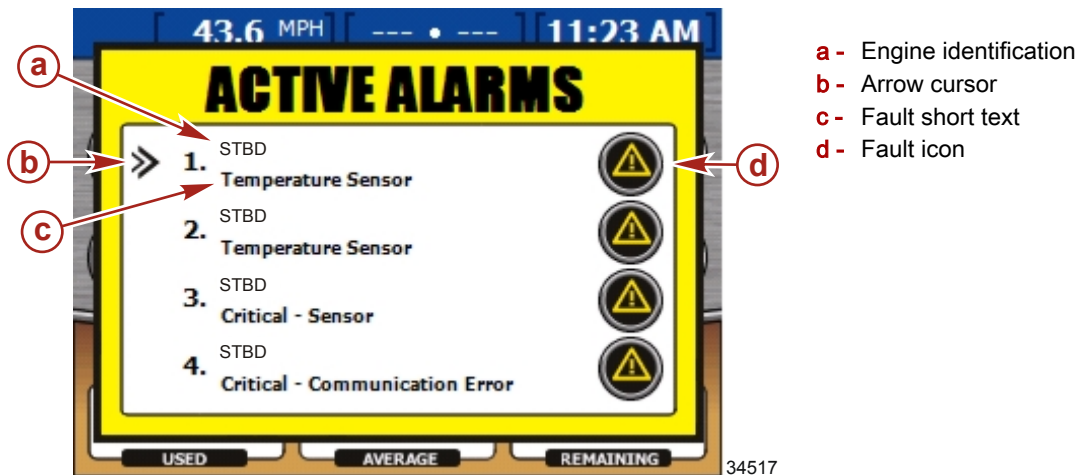 43.6 MPH --- • --- 11:23 AM
ACTIVE ALARMS
a
b
c
d
1. STBD
Temperature Sensor
2. STBD
Temperature Sensor
3. STBD
Critical - Sensor
4. STBD
Critical - Communication Error
USED AVERAGE REMAINING
34517
a - Engine identification
b - Arrow cursor
c - Fault short text
d - Fault icon